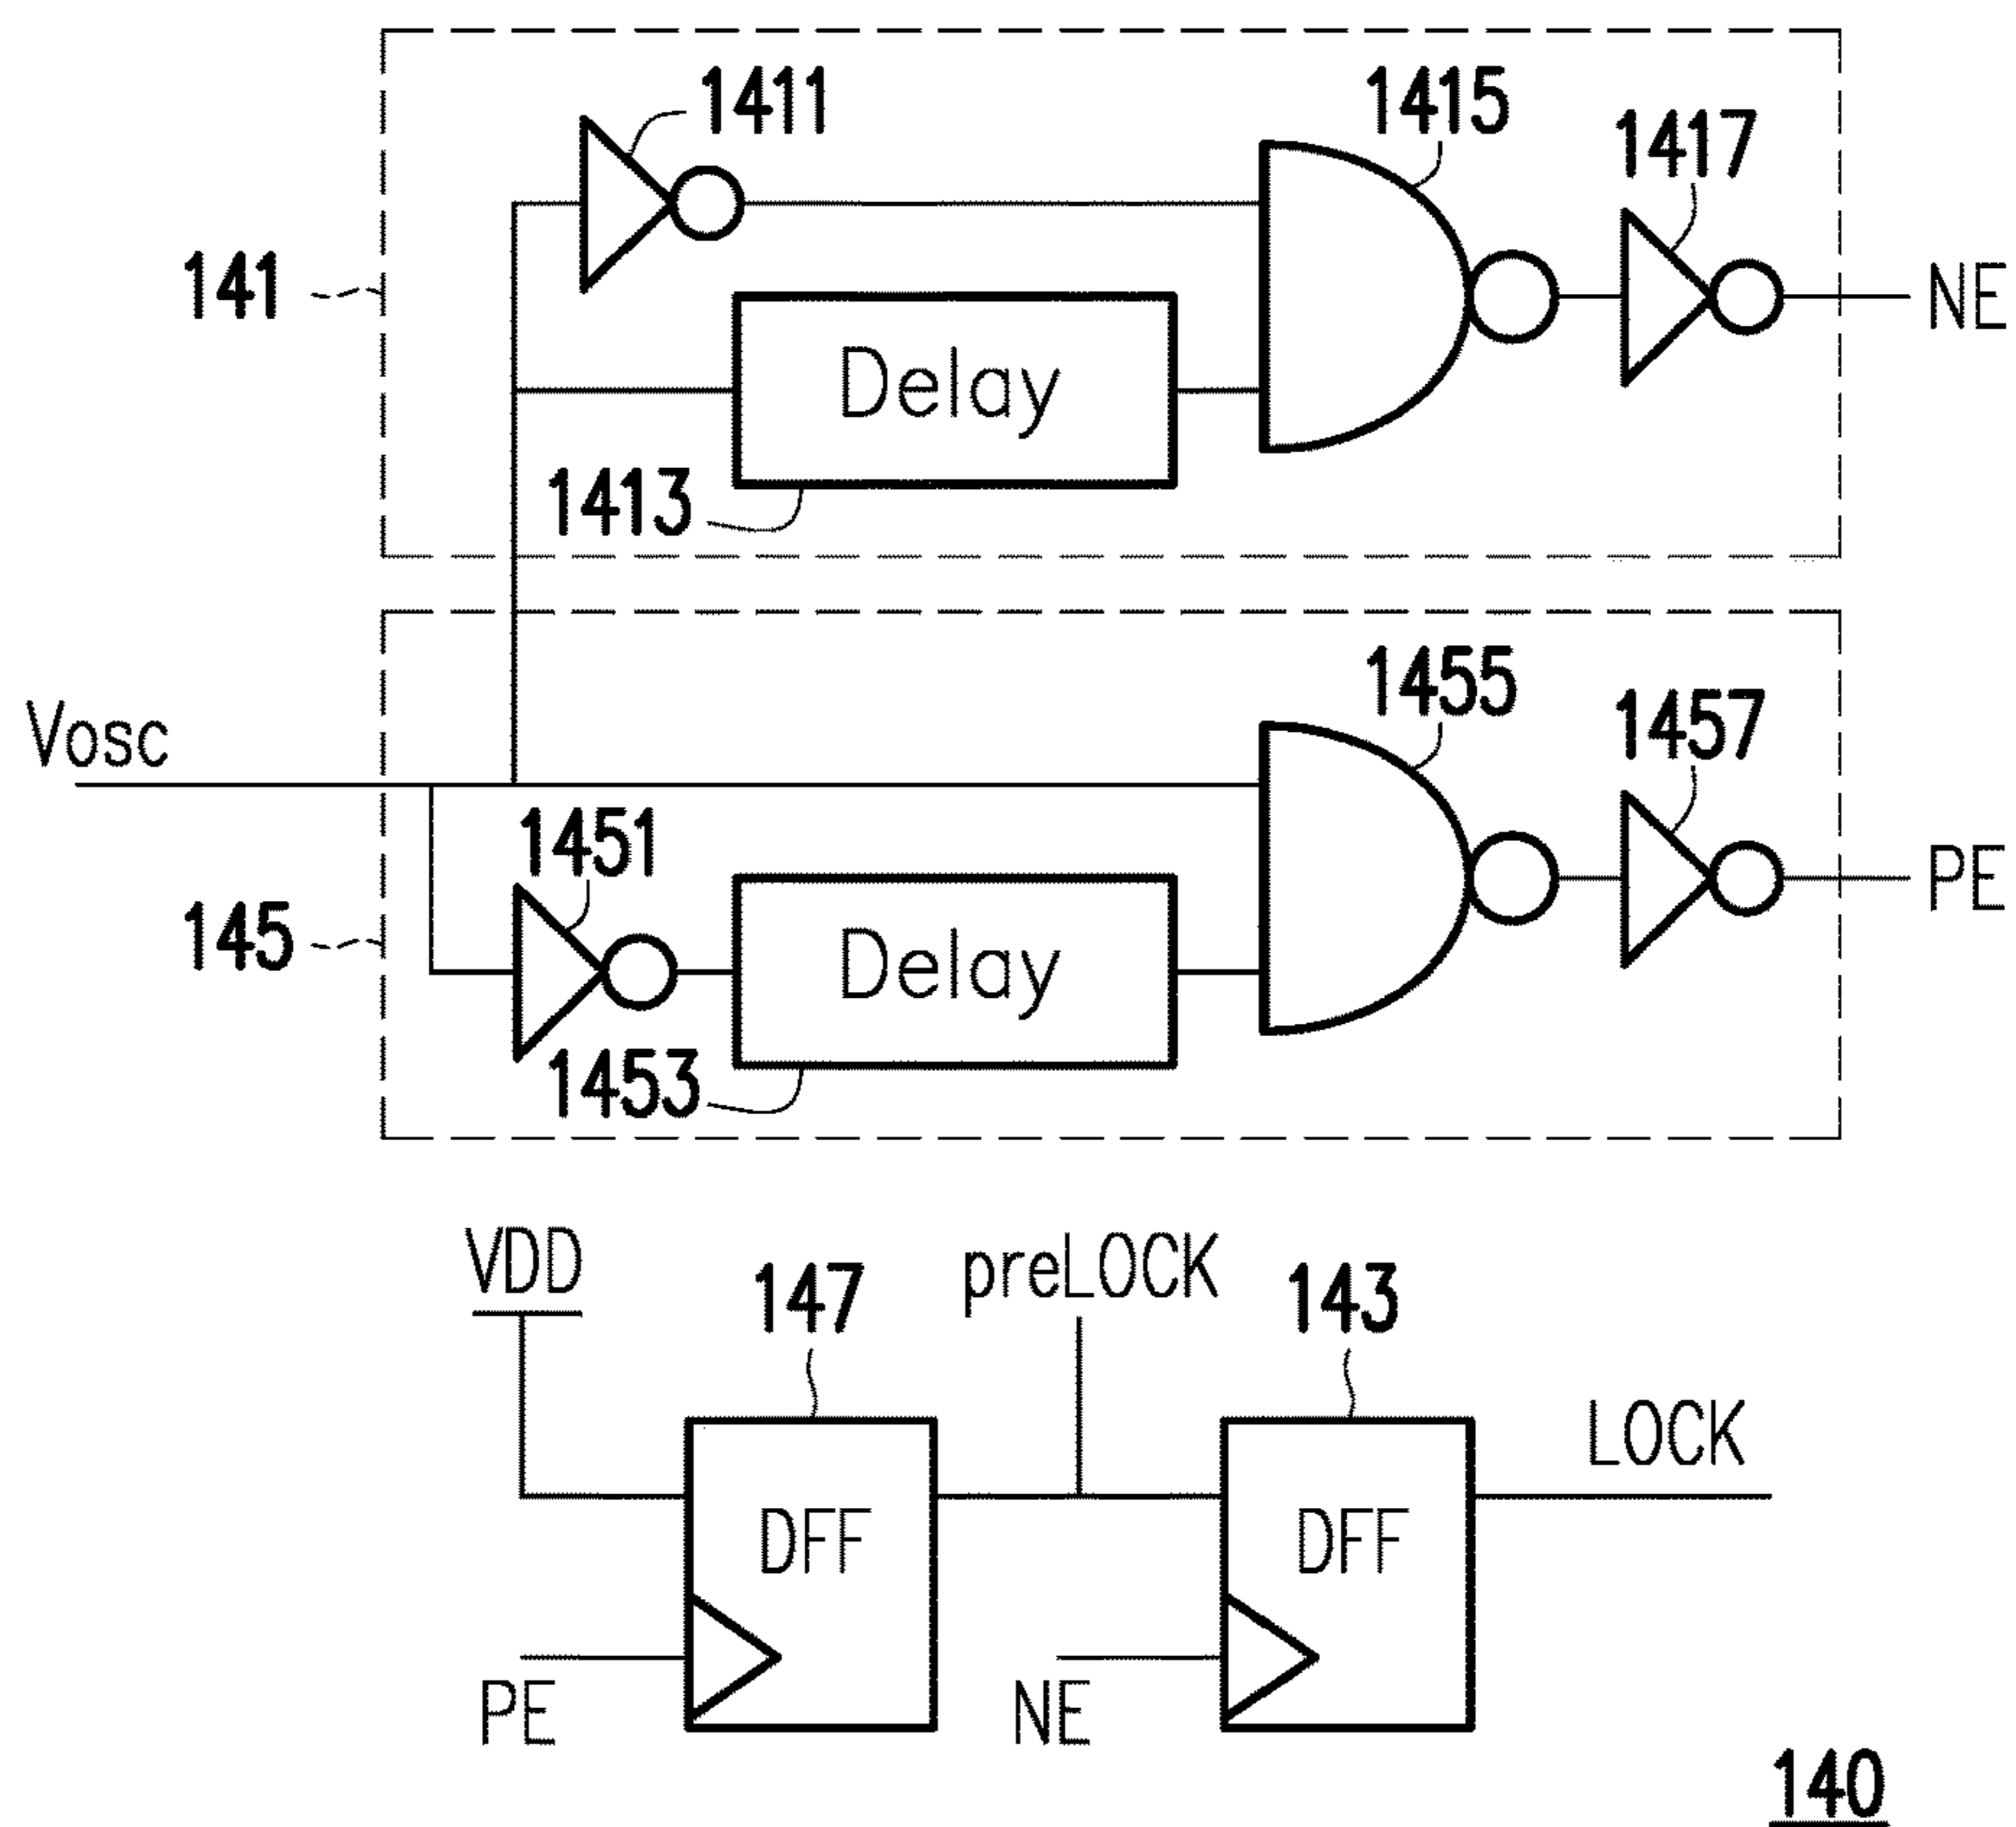 1411
1415
1417
141
NE
Delay
1413
1455
1457
Vosc
1451
145
PE
Delay
1453
VDD
147
preLOCK
143
LOCK
DFF
DFF
PE
NE
140